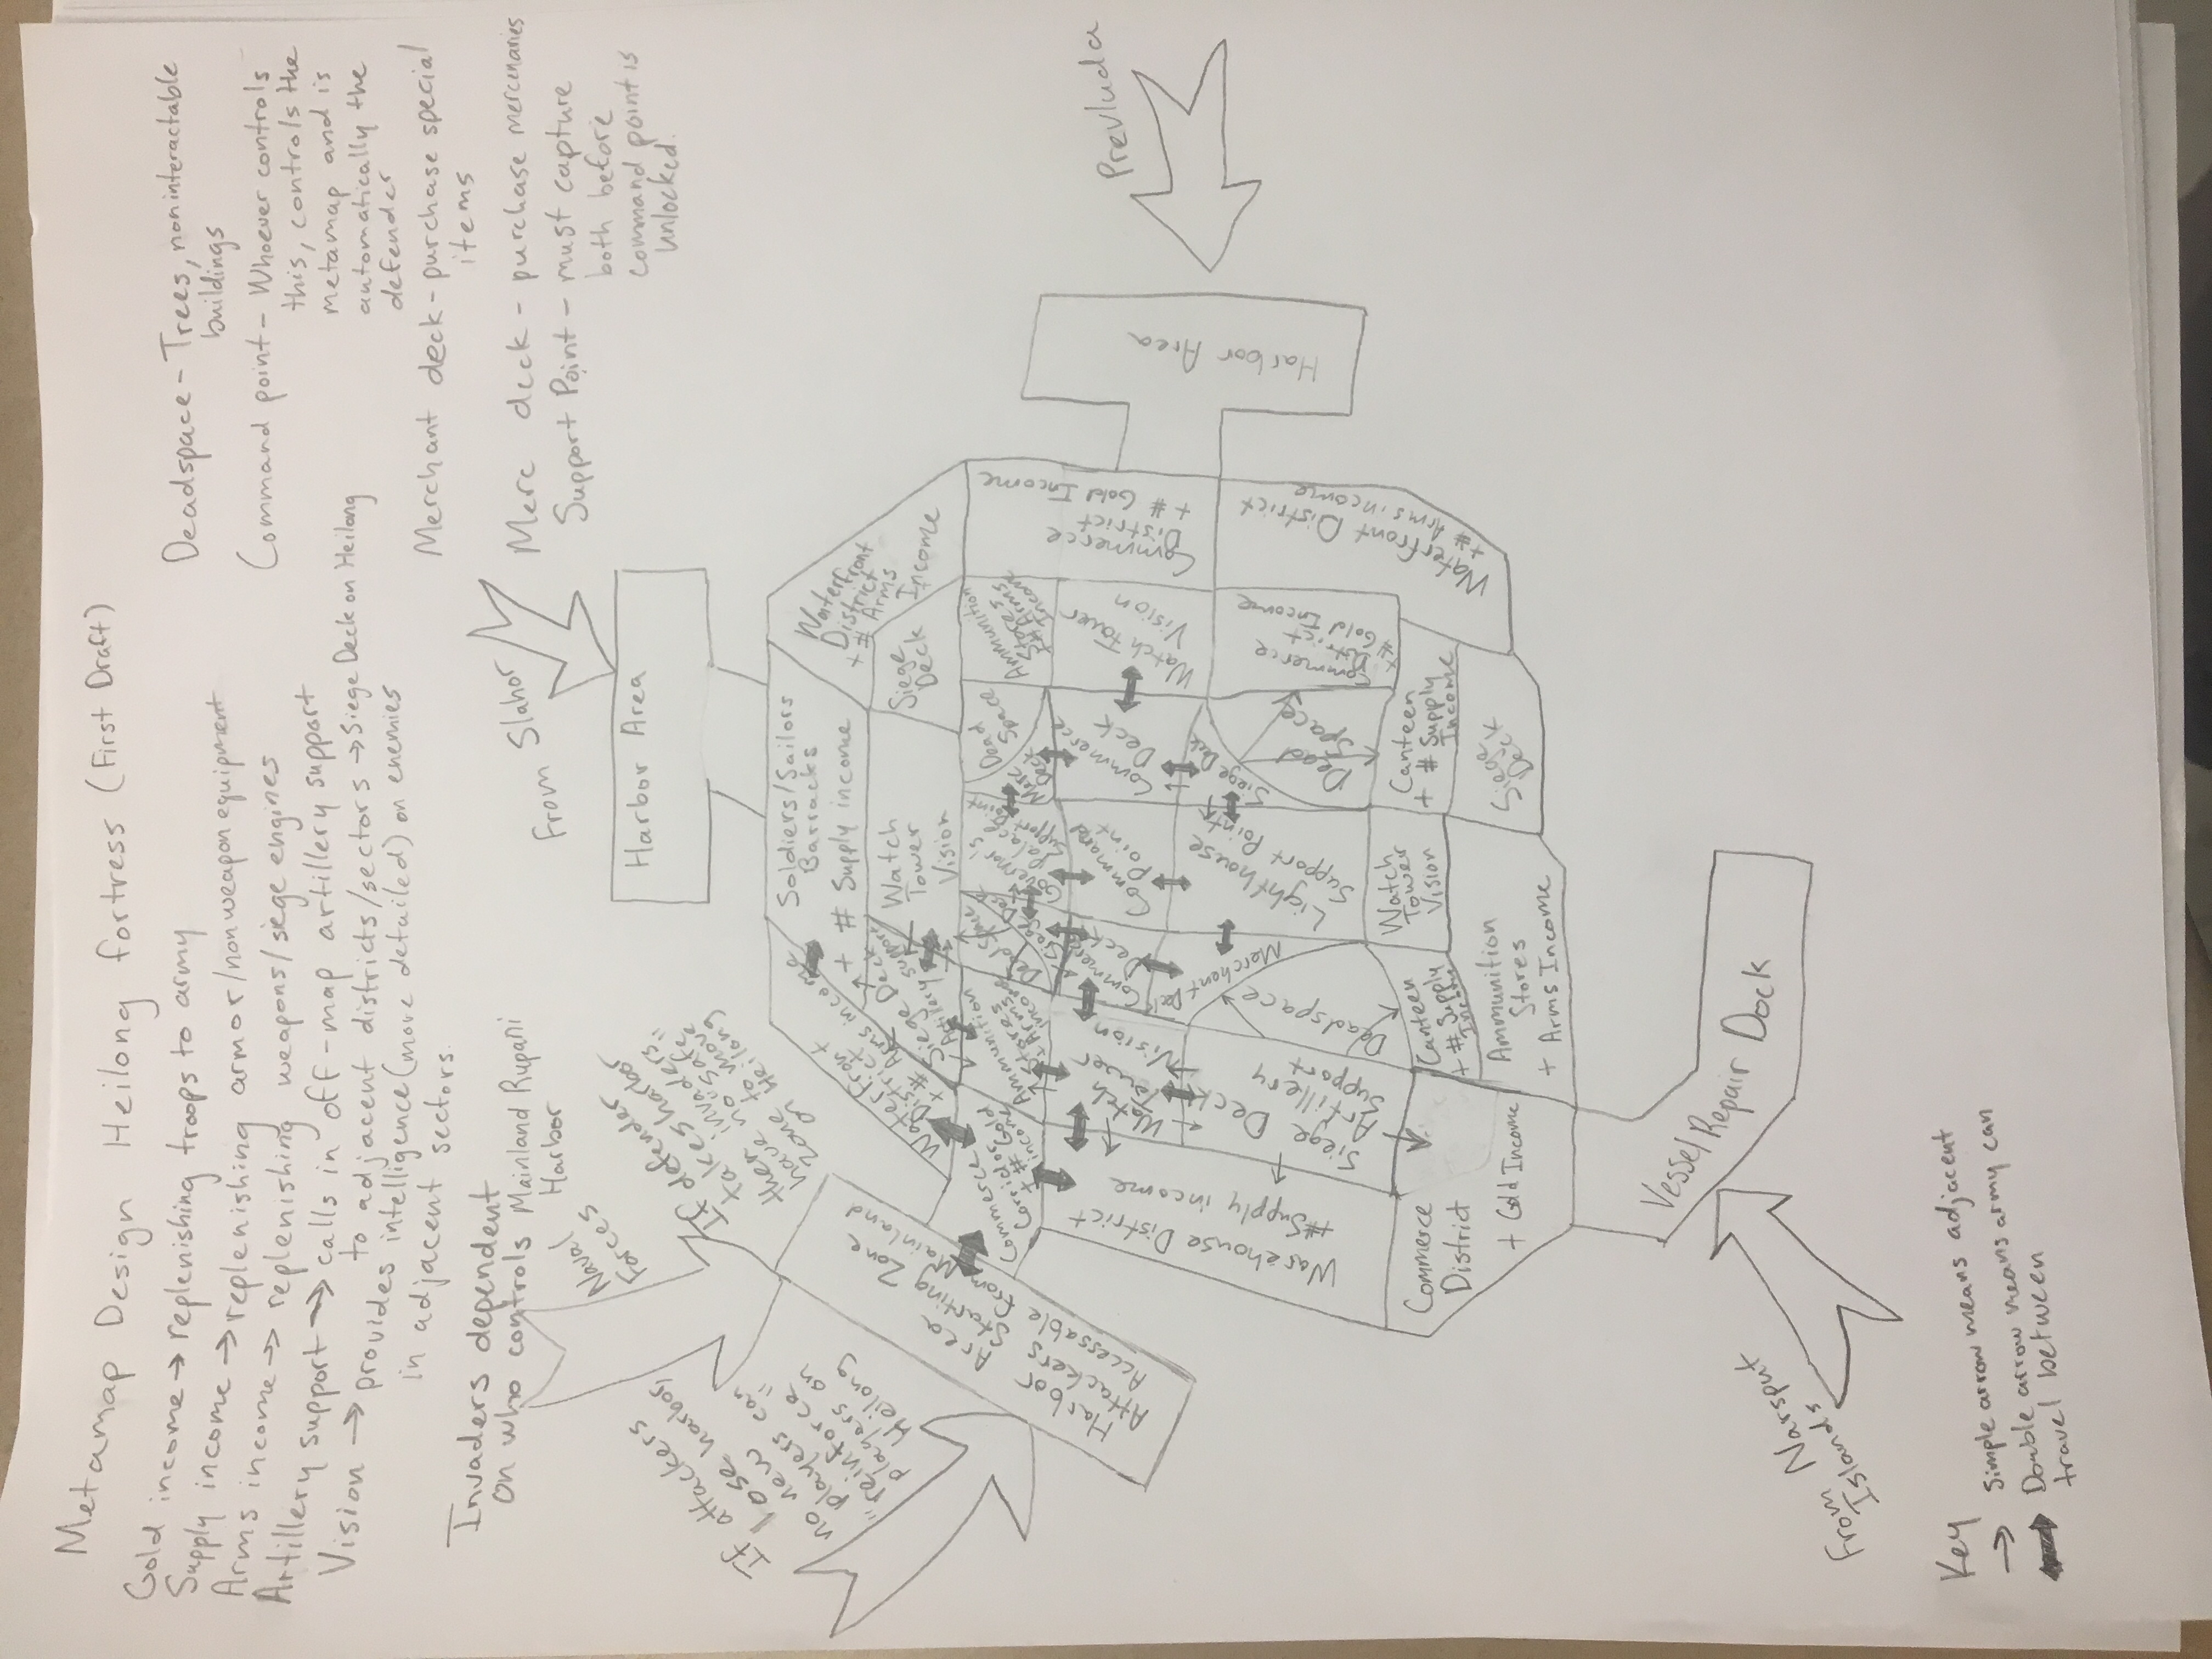 Metamap Design Heilong fortress (First Draft)
Gold income → replenishing troops to army
Supply income → replenishing armor/nonweapon equipment
Arms income → replenishing weapons/siege engines
Artillery support → calls in off-map artillery support
to adjacent districts/sectors → Siege Deck on Heilong
Vision → provides intelligence (more detailed) on enemies
in adjacent sectors.
Deadspace - Trees, noninteractable
buildings
Command point - Whoever controls
this, controls the
metamap and is
automatically the
defender
Merchant deck - purchase special
items
Merc deck - purchase mercenaries
Support Point - must capture
both before
command point is
unlocked.
Invaders dependent
on who controls Mainland Rupani
Harbor
Naval
Forces
If attackers
lose harbor,
no new
players can
"reinforce"
players on
Heilong
If defender
takes harbor
then invaders
have no "safe"
zone to move
on Heilong
From Slahor
Harbor Area
Harbor Area
Attackers Starting Zone
Accessable from Mainland
Soldiers/Sailors
Barracks
+ # Supply income
Waterfront
District
+ # Arms income
Siege Deck
Artillery support
Watch
Tower
Vision
Siege
Deck
Waterfront
District
+ # Arms
Income
Commerce
Corridor
+ # Gold
income
Ammunition
Stores
+ Arms
income
Dead Space
Siege Deck
Governor's
Palace
Support Point
Merc
Deck
Dead
Space
Ammunition
Stores
+ Arms
Income
Commerce
District
+ # Gold Income
Warehouse District
+ # Supply income
Watch
Tower
Vision
Commerce
Deck
Command
Point
Commerce
Deck
Watch Tower
Vision
Harbor Area
Prevluda
Siege Deck
Artillery
Support
Deadspace
Merchant Deck
Lighthouse
Support Point
Siege Deck
Dead
Space
Commerce
District
+ # Gold Income
Waterfront District
+ # Arms income
Commerce
District
+ Gold Income
Canteen
+ # Supply
Income
Watch
Tower
Vision
Canteen
+ # Supply
Income
Ammunition
Stores
+ Arms Income
Siege
Deck
Vessel Repair Dock
From Narsput
Islands
Key
→ Simple arrow means adjacent
↔ Double arrow means army can
travel between